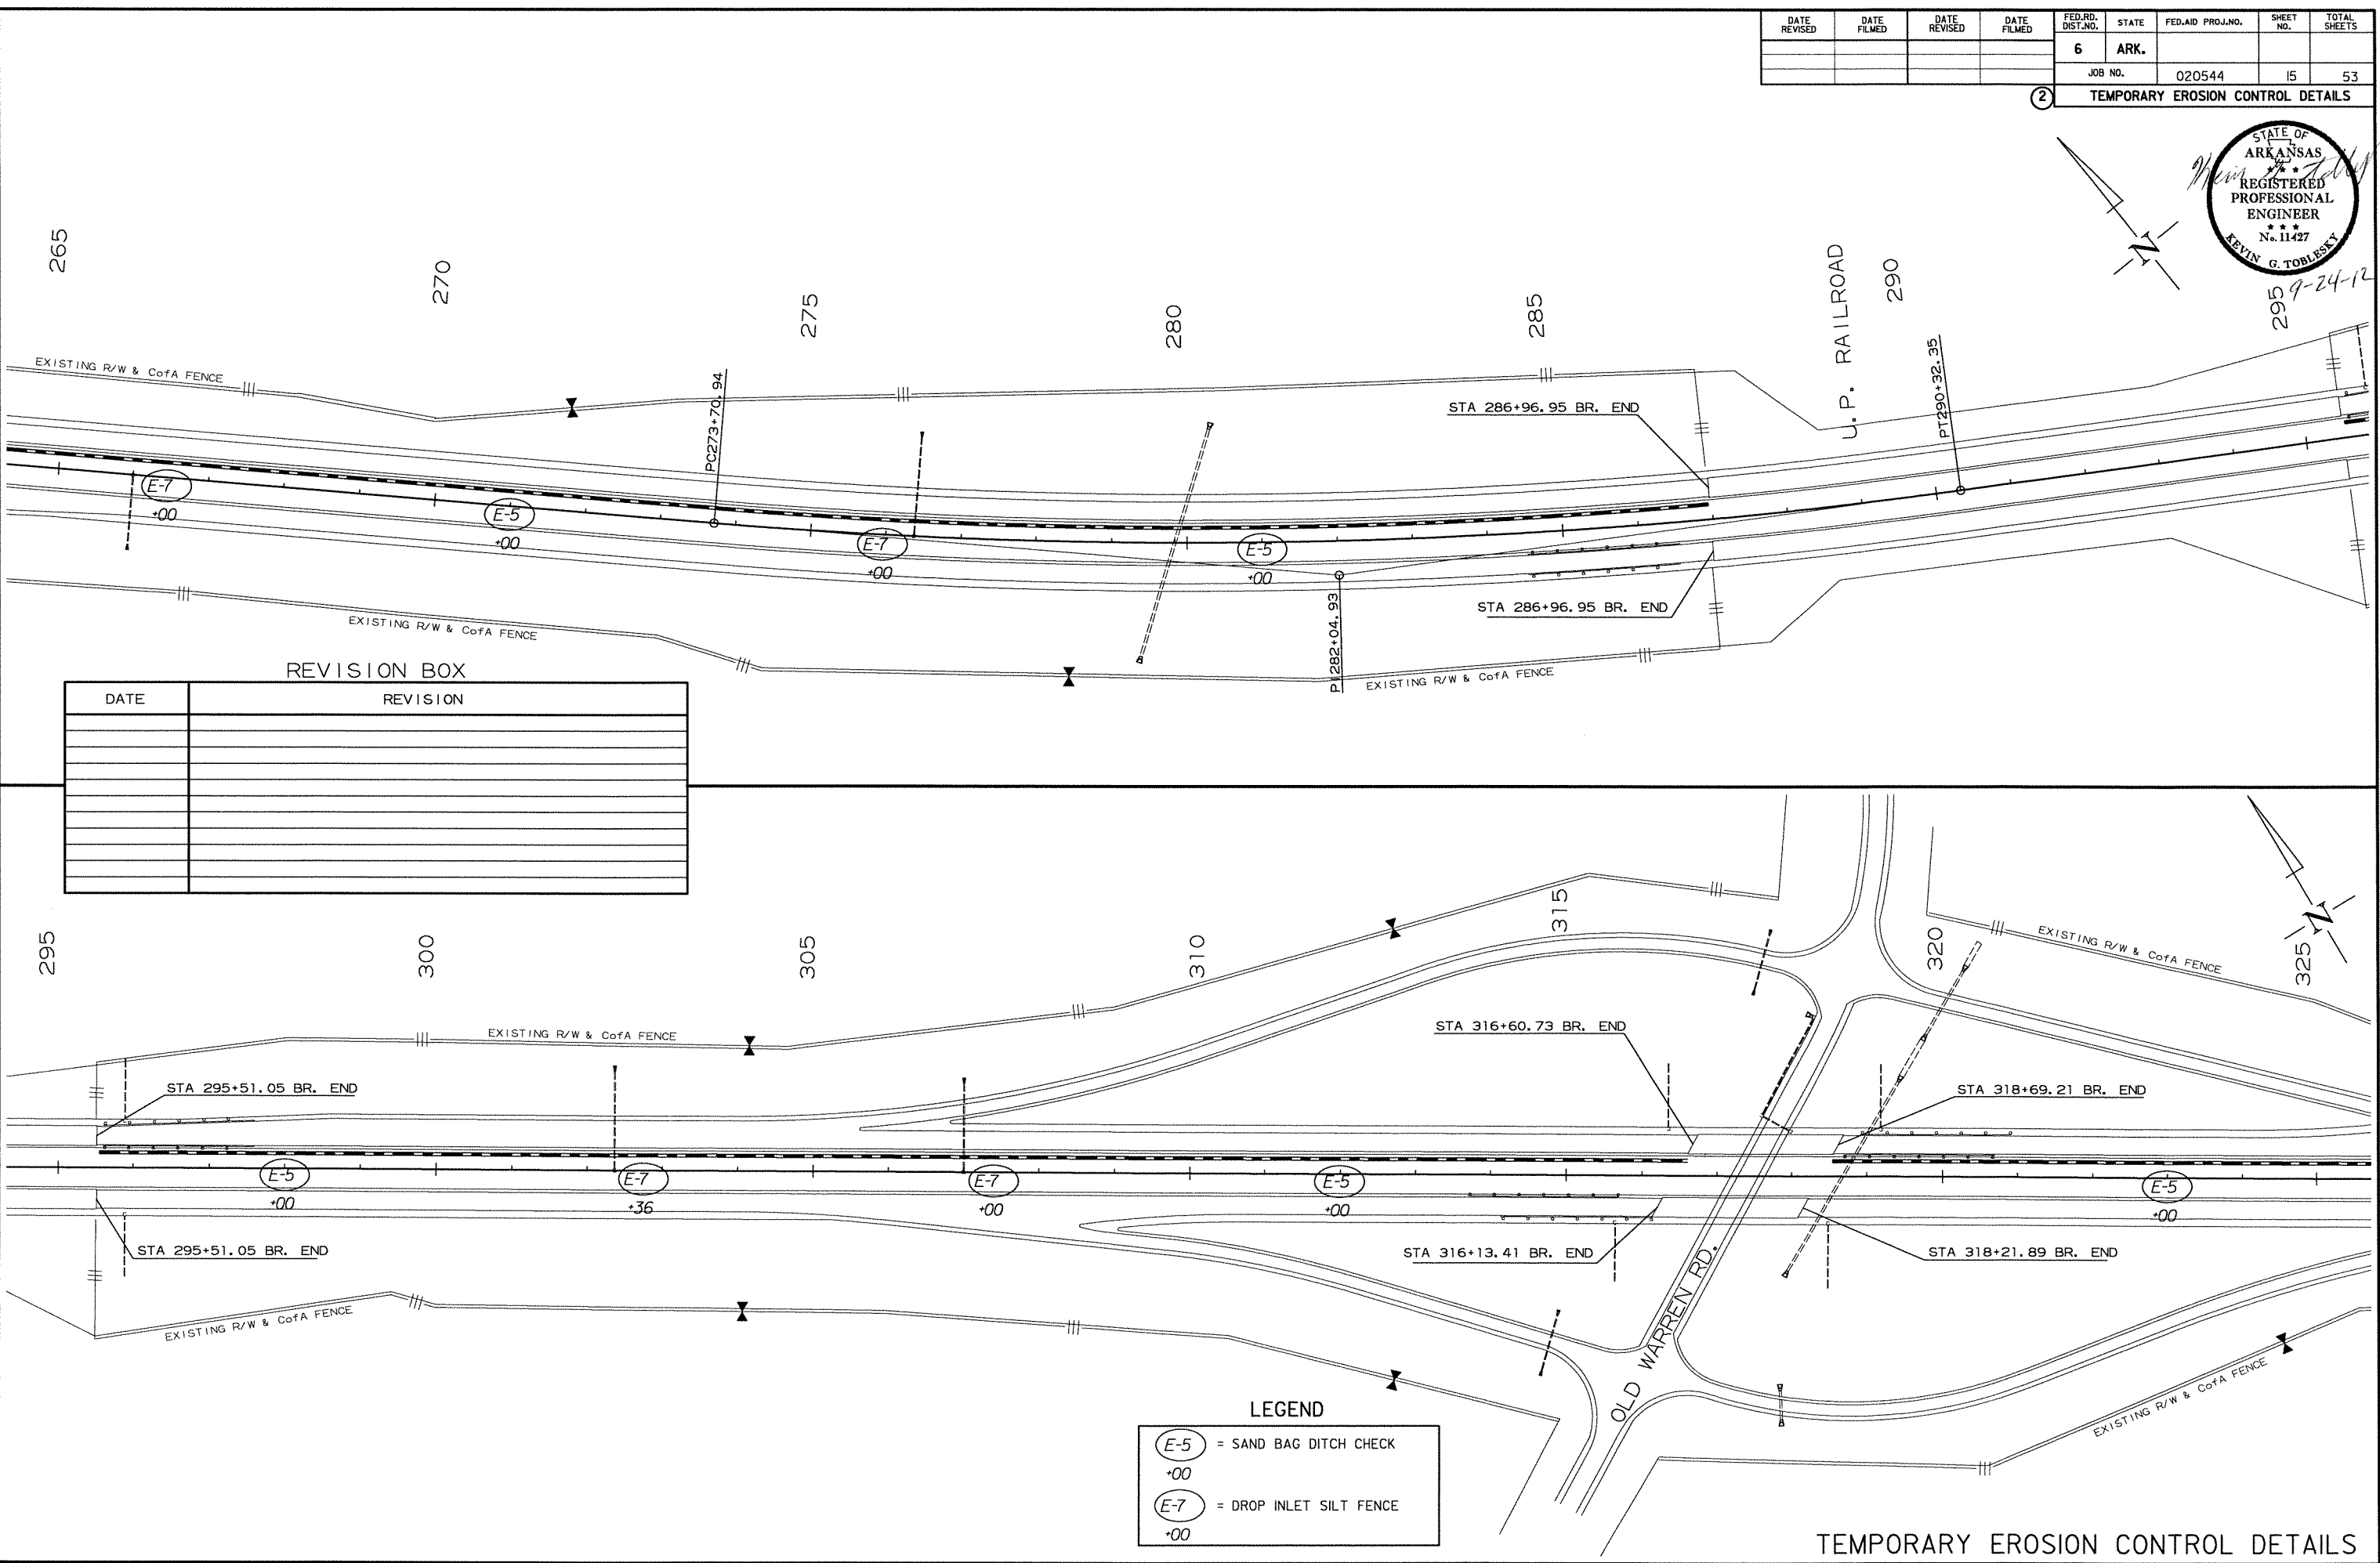 DATE REVISED
DATE FILMED
DATE REVISED
DATE FILMED
FED.RD. DIST.NO.
STATE
FED.AID PROJ.NO.
SHEET NO.
TOTAL SHEETS
6
ARK.
JOB NO.
020544
15
53
2
TEMPORARY EROSION CONTROL DETAILS
STATE OF
ARKANSAS
REGISTERED
PROFESSIONAL
ENGINEER
No. 11427
KEVIN G. TOBLESKY
9-24-12
N
265
270
275
280
285
U.P. RAILROAD
290
295
EXISTING R/W & CofA FENCE
PC273+70.94
STA 286+96.95 BR. END
PT290+32.35
E-7
+00
E-5
+00
E-7
+00
E-5
+00
STA 286+96.95 BR. END
PI282+04.93
EXISTING R/W & CofA FENCE
EXISTING R/W & CofA FENCE
REVISION BOX
DATE
REVISION
N
295
300
305
310
315
320
325
EXISTING R/W & CofA FENCE
EXISTING R/W & CofA FENCE
STA 316+60.73 BR. END
STA 295+51.05 BR. END
STA 318+69.21 BR. END
E-5
+00
E-7
+36
E-7
+00
E-5
+00
E-5
+00
STA 295+51.05 BR. END
STA 316+13.41 BR. END
STA 318+21.89 BR. END
EXISTING R/W & CofA FENCE
OLD WARREN RD.
EXISTING R/W & CofA FENCE
LEGEND
E-5 = SAND BAG DITCH CHECK
+00
E-7 = DROP INLET SILT FENCE
+00
TEMPORARY EROSION CONTROL DETAILS